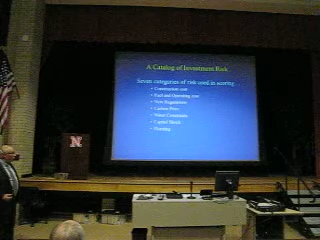 A Catalog of Investment Risk
Seven categories of risk used in scoring
• Construction cost
• Fuel and Operating cost
• New Regulations
• Carbon Price
• Water Constraints
• Capital Shock
• Planning
N